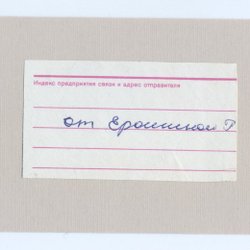 Индекс предприятия связи и адрес отправителя
от Ерошиной Г